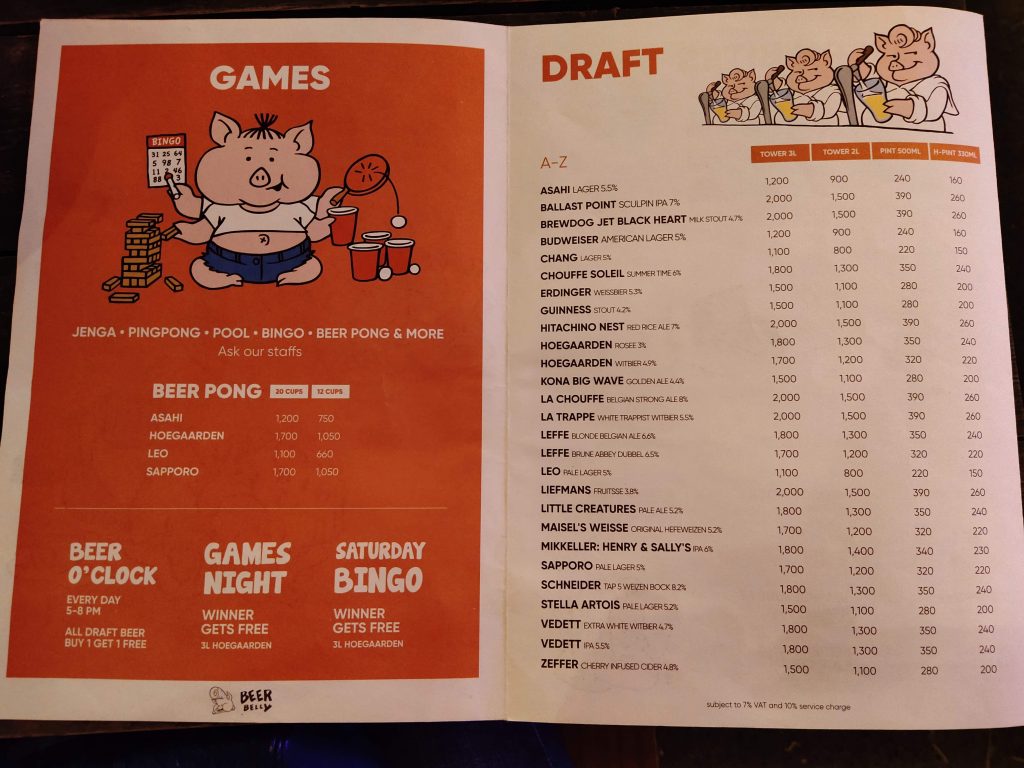 GAMES
BINGO
31 25 64
5 98 7
11 2 46
88 3
JENGA • PINGPONG • POOL • BINGO • BEER PONG & MORE
Ask our staffs
BEER PONG 20 CUPS 12 CUPS
ASAHI 1,200 750
HOEGAARDEN 1,700 1,050
LEO 1,100 660
SAPPORO 1,700 1,050
BEER O'CLOCK
EVERY DAY
5-8 PM
ALL DRAFT BEER
BUY 1 GET 1 FREE
GAMES NIGHT
WINNER
GETS FREE
3L HOEGAARDEN
SATURDAY BINGO
WINNER
GETS FREE
3L HOEGAARDEN
BEER BELLY
DRAFT
A-Z TOWER 3L TOWER 2L PINT 500ML H-PINT 330ML
ASAHI LAGER 5.5% 1,200 900 240 160
BALLAST POINT SCULPIN IPA 7% 2,000 1,500 390 260
BREWDOG JET BLACK HEART MILK STOUT 4.7% 2,000 1,500 390 260
BUDWEISER AMERICAN LAGER 5% 1,200 900 240 160
CHANG LAGER 5% 1,100 800 220 150
CHOUFFE SOLEIL SUMMER TIME 6% 1,800 1,300 350 240
ERDINGER WEISSBIER 5.3% 1,500 1,100 280 200
GUINNESS STOUT 4.2% 1,500 1,100 280 200
HITACHINO NEST RED RICE ALE 7% 2,000 1,500 390 260
HOEGAARDEN ROSEE 3% 1,800 1,300 350 240
HOEGAARDEN WITBIER 4.9% 1,700 1,200 320 220
KONA BIG WAVE GOLDEN ALE 4.4% 1,500 1,100 280 200
LA CHOUFFE BELGIAN STRONG ALE 8% 2,000 1,500 390 260
LA TRAPPE WHITE TRAPPIST WITBIER 5.5% 2,000 1,500 390 260
LEFFE BLONDE BELGIAN ALE 6.6% 1,800 1,300 350 240
LEFFE BRUNE ABBEY DUBBEL 6.5% 1,700 1,200 320 220
LEO PALE LAGER 5% 1,100 800 220 150
LIEFMANS FRUITSSE 3.8% 2,000 1,500 390 260
LITTLE CREATURES PALE ALE 5.2% 1,800 1,300 350 240
MAISEL'S WEISSE ORIGINAL HEFEWEIZEN 5.2% 1,700 1,200 320 220
MIKKELLER: HENRY & SALLY'S IPA 6% 1,800 1,400 340 230
SAPPORO PALE LAGER 5% 1,700 1,200 320 220
SCHNEIDER TAP 5 WEIZEN BOCK 8.2% 1,800 1,300 350 240
STELLA ARTOIS PALE LAGER 5.2% 1,500 1,100 280 200
VEDETT EXTRA WHITE WITBIER 4.7% 1,800 1,300 350 240
VEDETT IPA 5.5% 1,800 1,300 350 240
ZEFFER CHERRY INFUSED CIDER 4.8% 1,500 1,100 280 200
subject to 7% VAT and 10% service charge